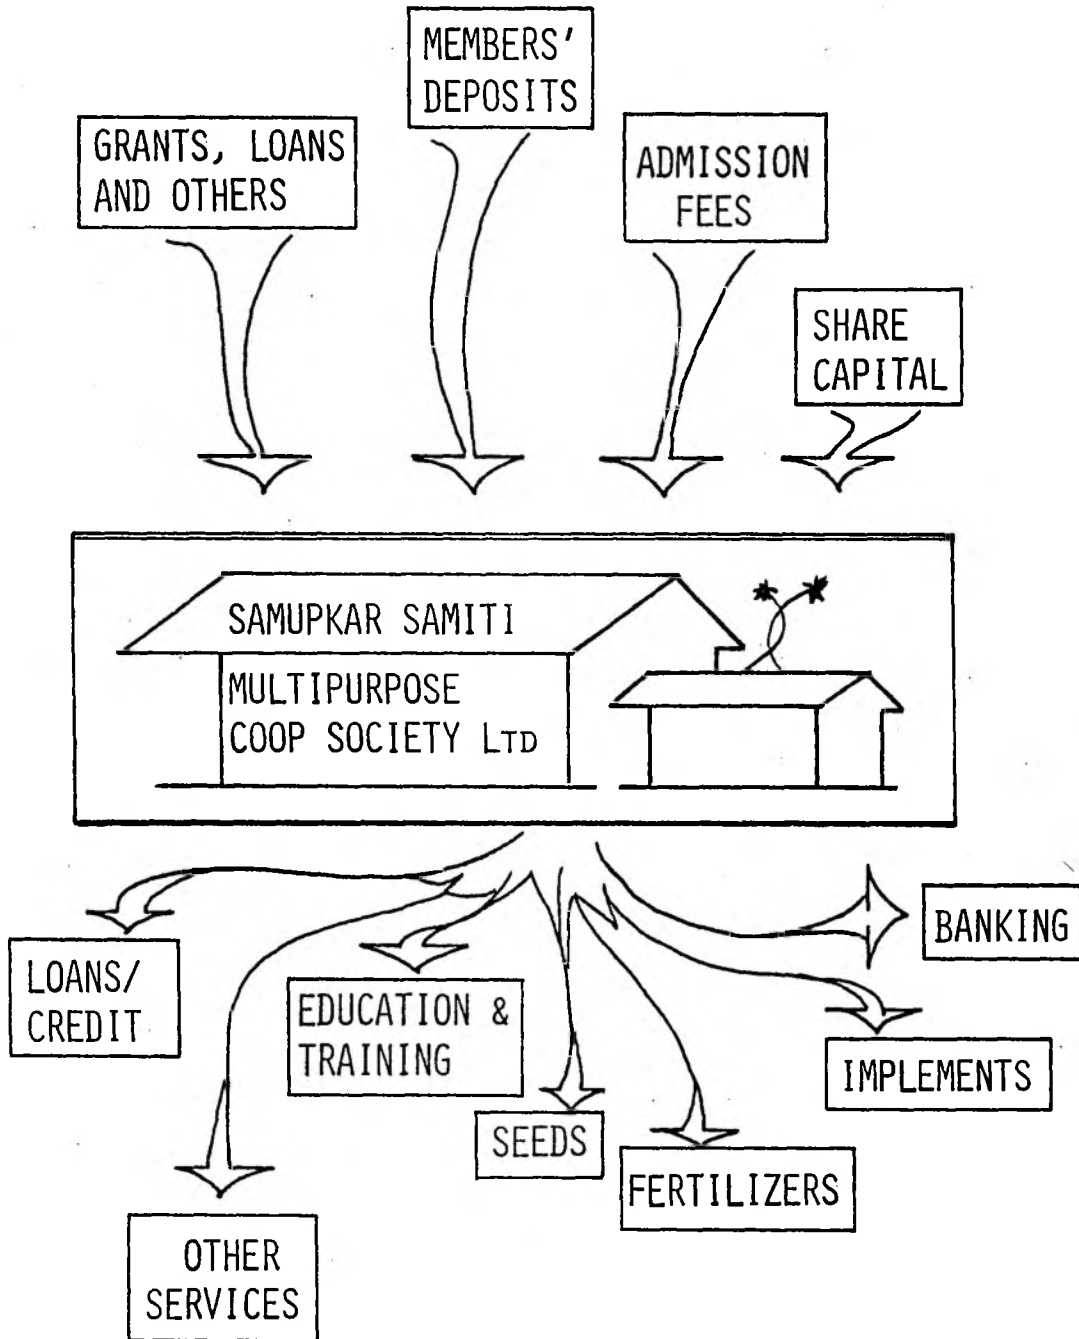 MEMBERS'
DEPOSITS
GRANTS, LOANS
AND OTHERS
ADMISSION
FEES
SHARE
CAPITAL
SAMUPKAR SAMITI
MULTIPURPOSE
COOP SOCIETY LTD
LOANS/
CREDIT
EDUCATION &
TRAINING
BANKING
IMPLEMENTS
SEEDS
FERTILIZERS
OTHER
SERVICES